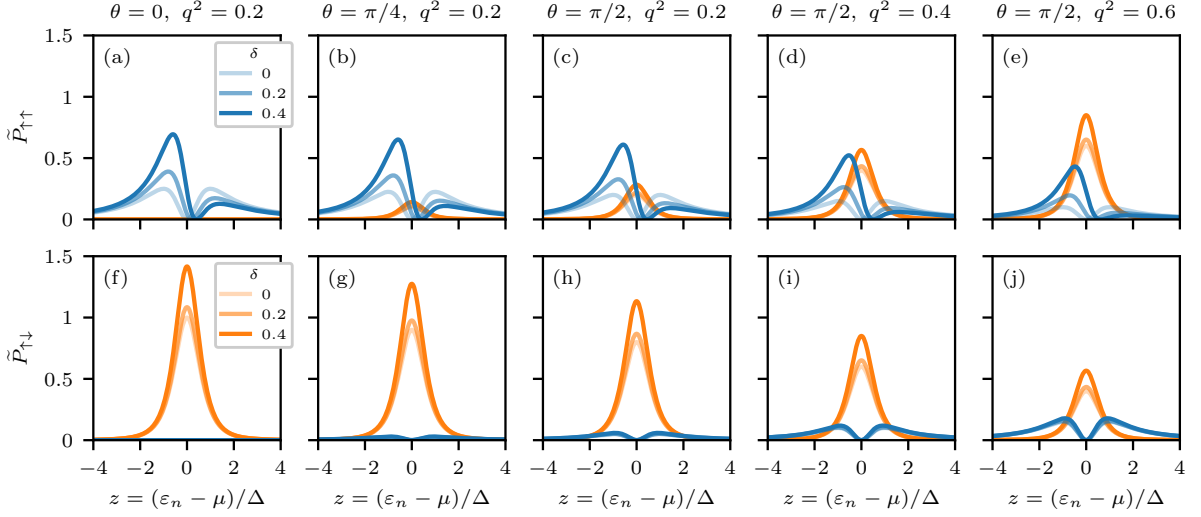 θ = 0, q² = 0.2
θ = π/4, q² = 0.2
θ = π/2, q² = 0.2
θ = π/2, q² = 0.4
θ = π/2, q² = 0.6
1.5
1
0.5
0
P̃↑↑
(a)
δ
0
0.2
0.4
(b)
(c)
(d)
(e)
1.5
1
0.5
0
P̃↑↓
(f)
δ
0
0.2
0.4
(g)
(h)
(i)
(j)
−4 −2 0 2 4
−4 −2 0 2 4
−4 −2 0 2 4
−4 −2 0 2 4
−4 −2 0 2 4
z = (εₙ − μ)/Δ
z = (εₙ − μ)/Δ
z = (εₙ − μ)/Δ
z = (εₙ − μ)/Δ
z = (εₙ − μ)/Δ